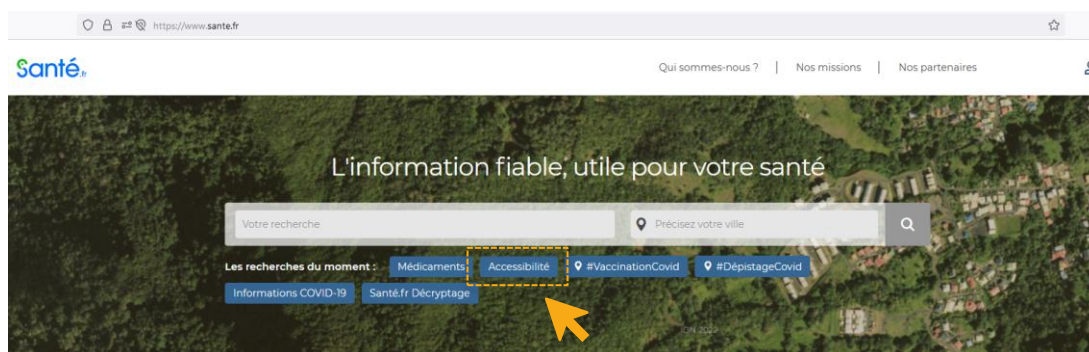 https://www.sante.fr
Santé.fr
Qui sommes-nous ? | Nos missions | Nos partenaires
L'information fiable, utile pour votre santé
Votre recherche
Précisez votre ville
Les recherches du moment : Médicaments Accessibilité #VaccinationCovid #DépistageCovid
Informations COVID-19 Santé.fr Décryptage
IGN 2022